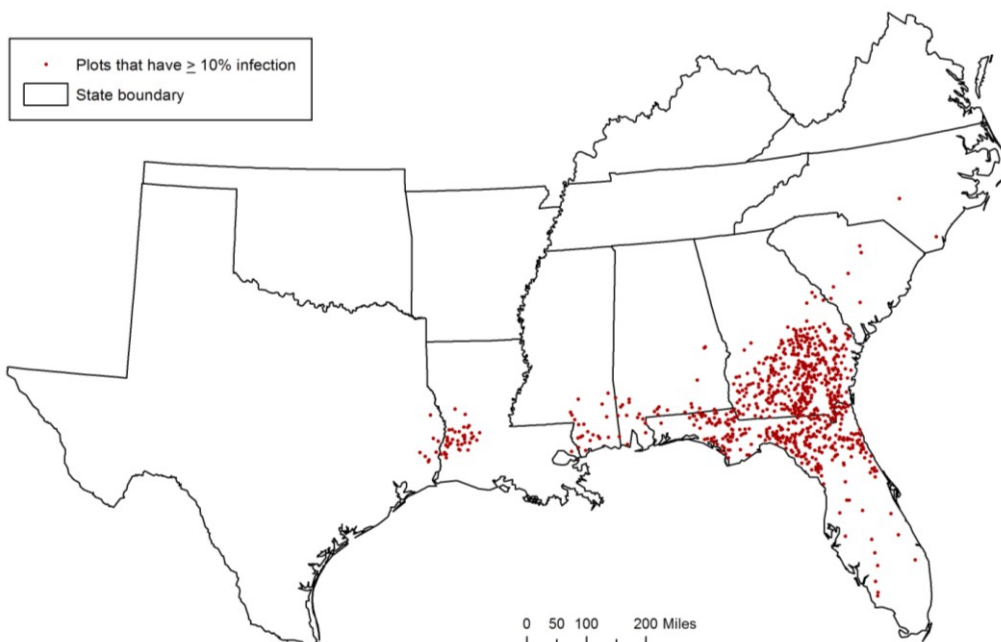 Plots that have ≥ 10% infection
State boundary
0 50 100 200 Miles